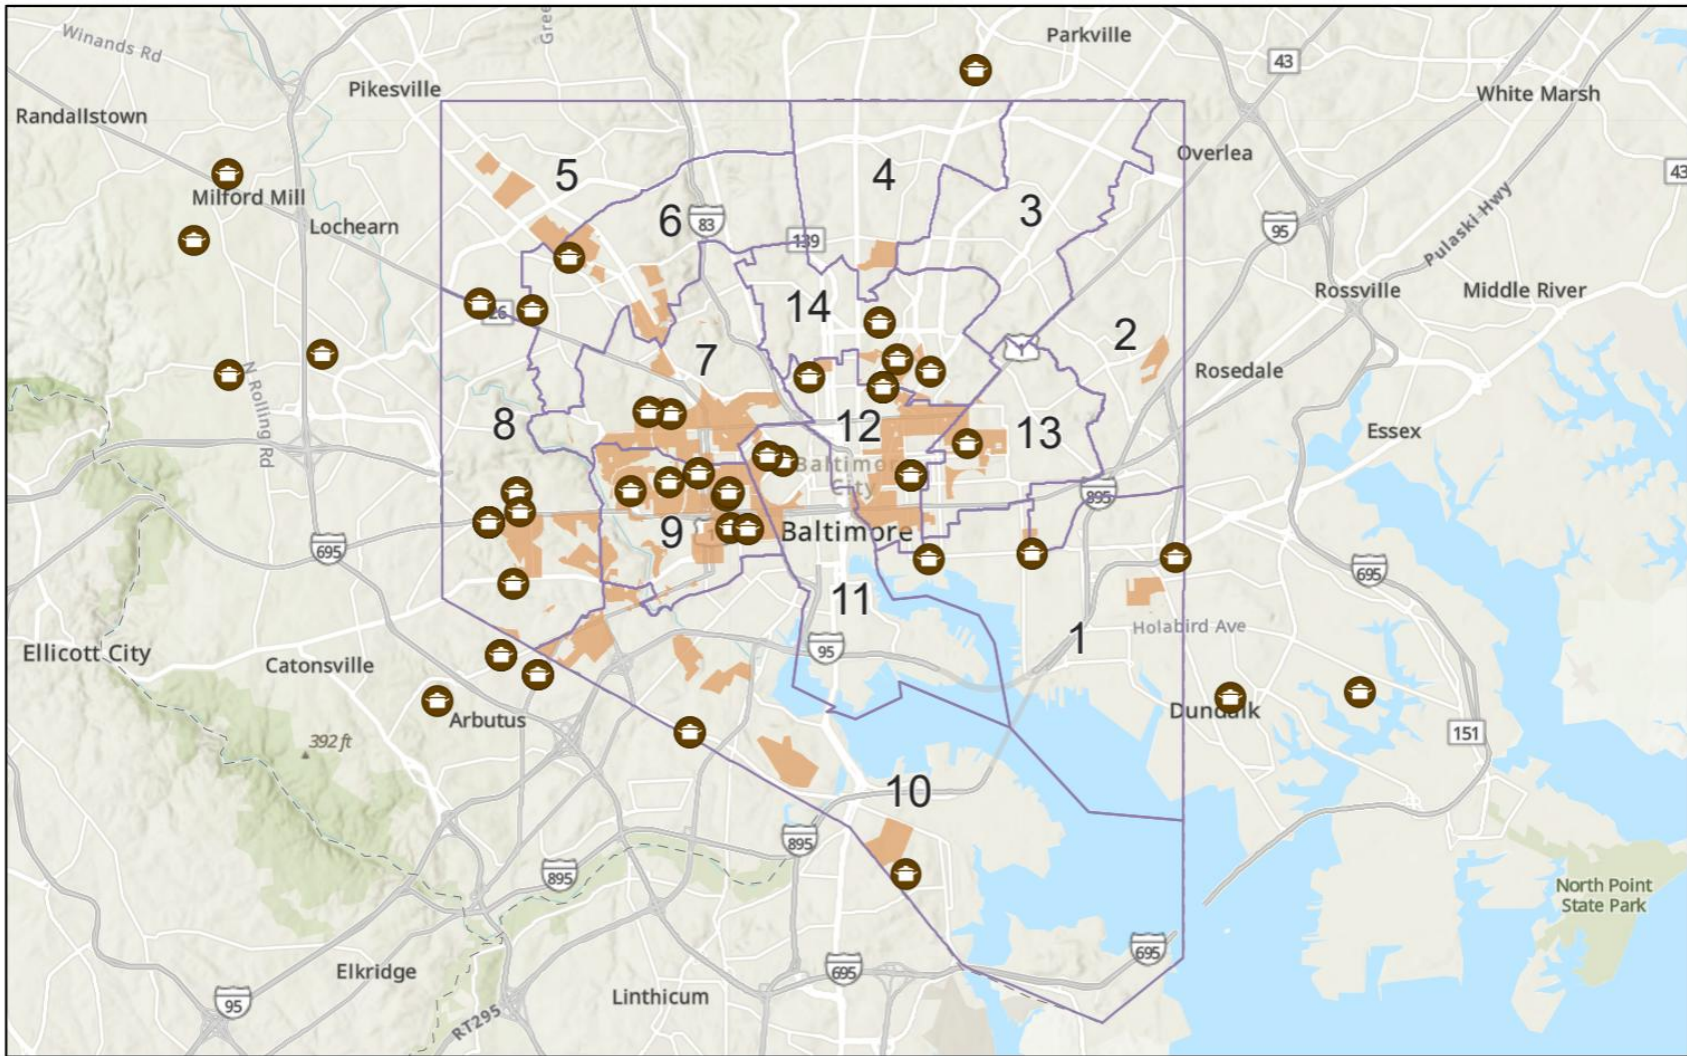 Winands Rd
Parkville
43
Pikesville
White Marsh
Randallstown
Overlea
5
4
43
Milford Mill
3
Lochearn
6
83
139
95
Pulaski Hwy
Rossville
Middle River
14
26
2
7
Rosedale
N Rolling Rd
8
12
13
Essex
Baltimore
City
895
9
Baltimore
695
695
11
1
Holabird Ave
Ellicott City
95
Catonsville
Dundalk
Arbutus
151
392 ft
10
895
895
North Point
State Park
695
Elkridge
695
Linthicum
95
RT295